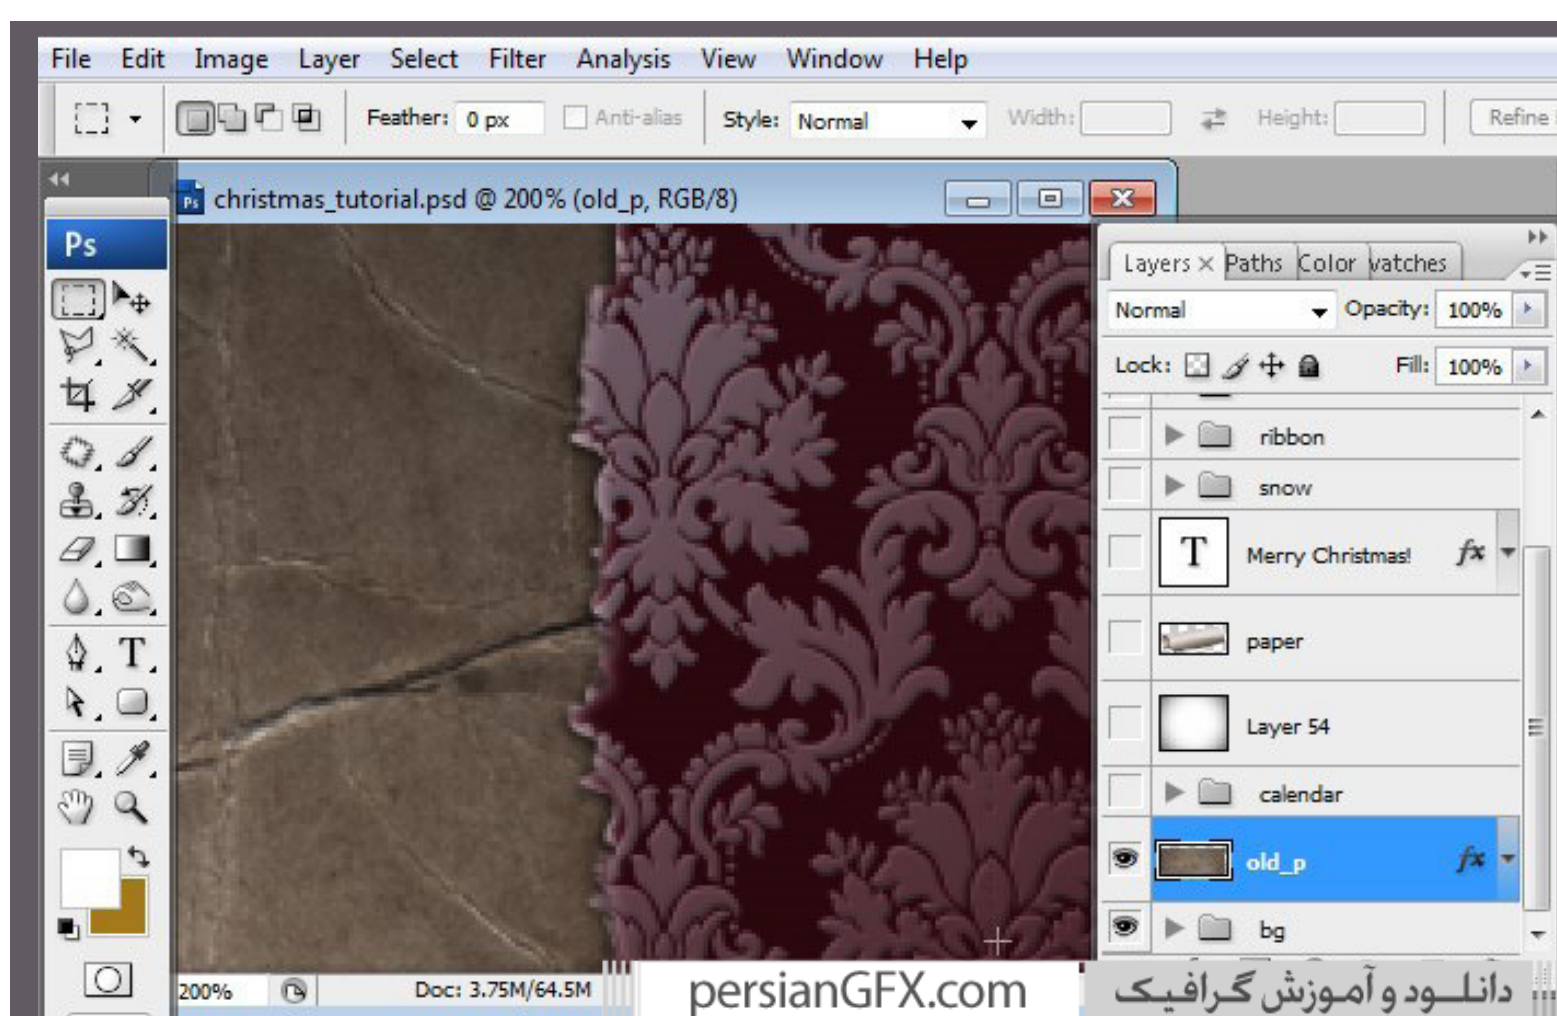 File Edit Image Layer Select Filter Analysis View Window Help
Feather: 0 px Anti-alias Style: Normal Width: Height: Refine
Ps christmas_tutorial.psd @ 200% (old_p, RGB/8)
Ps
Layers × Paths Color vatches
Normal Opacity: 100%
Lock: Fill: 100%
ribbon
snow
T Merry Christmas! fx
paper
Layer 54
calendar
old_p fx
bg
T
200% Doc: 3.75M/64.5M
persianGFX.com دانلــود و آموزش گرافیک